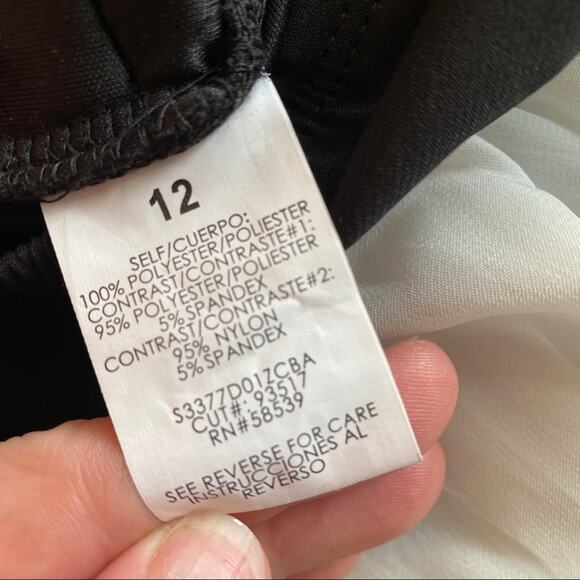 12
SELF/CUERPO:
100% POLYESTER/POLIESTER
CONTRAST/CONTRASTE#1:
95% POLYESTER/POLIESTER
5% SPANDEX
CONTRAST/CONTRASTE#2:
95% NYLON
5% SPANDEX
S3377D01ZCBA
CUT#: 93517
RN#58539
SEE REVERSE FOR CARE
INSTRUCCIONES AL
REVERSO